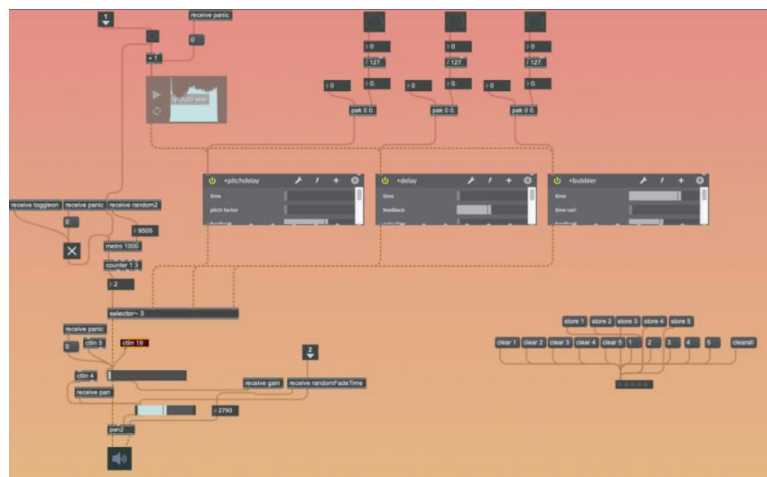 1
receive panic
0
+ 1
0
0
0
/ 127.
/ 127.
/ 127.
0
0.
0
0.
0
0.
pak 0 0.
pak 0 0.
pak 0 0.
+pitchdelay
+delay
+bubbler
time
time
time
pitch factor
feedback
time vari
feedback
feedback
receive toggleon
receive panic
receive random2
0
9505
metro 1000
counter 1 3
2
selector~ 3
receive panic
0
ctlin 5
ctlin 19
2
ctlin 4
receive gain
receive randomFadeTime
receive pan
2750
pan2
store 1
store 2
store 3
store 4
store 5
clear 1
clear 2
clear 3
clear 4
clear 5
1
2
3
4
5
clearall